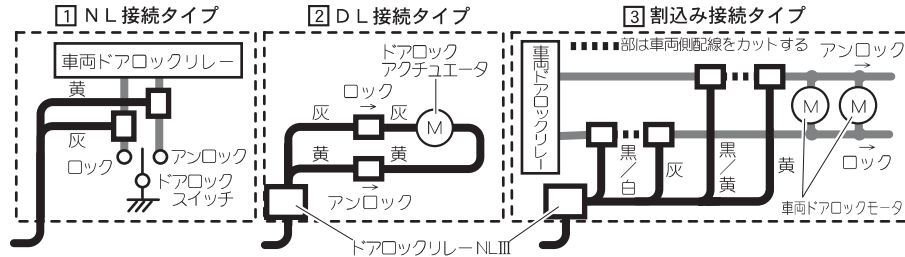 1 NL接続タイプ
車両ドアロックリレー
黄
灰
ロック
アンロック
ドアロック
スイッチ
2 DL接続タイプ
ドアロック
アクチュエータ
ロック
→
灰
灰
M
黄
黄
→
アンロック
ドアロックリレーNLⅢ
3 割込み接続タイプ
部は車両側配線をカットする
車両ドアロックリレー
アンロック
→
M
M
黒/白
灰
黒/黄
黄
→
ロック
車両ドアロックモータ